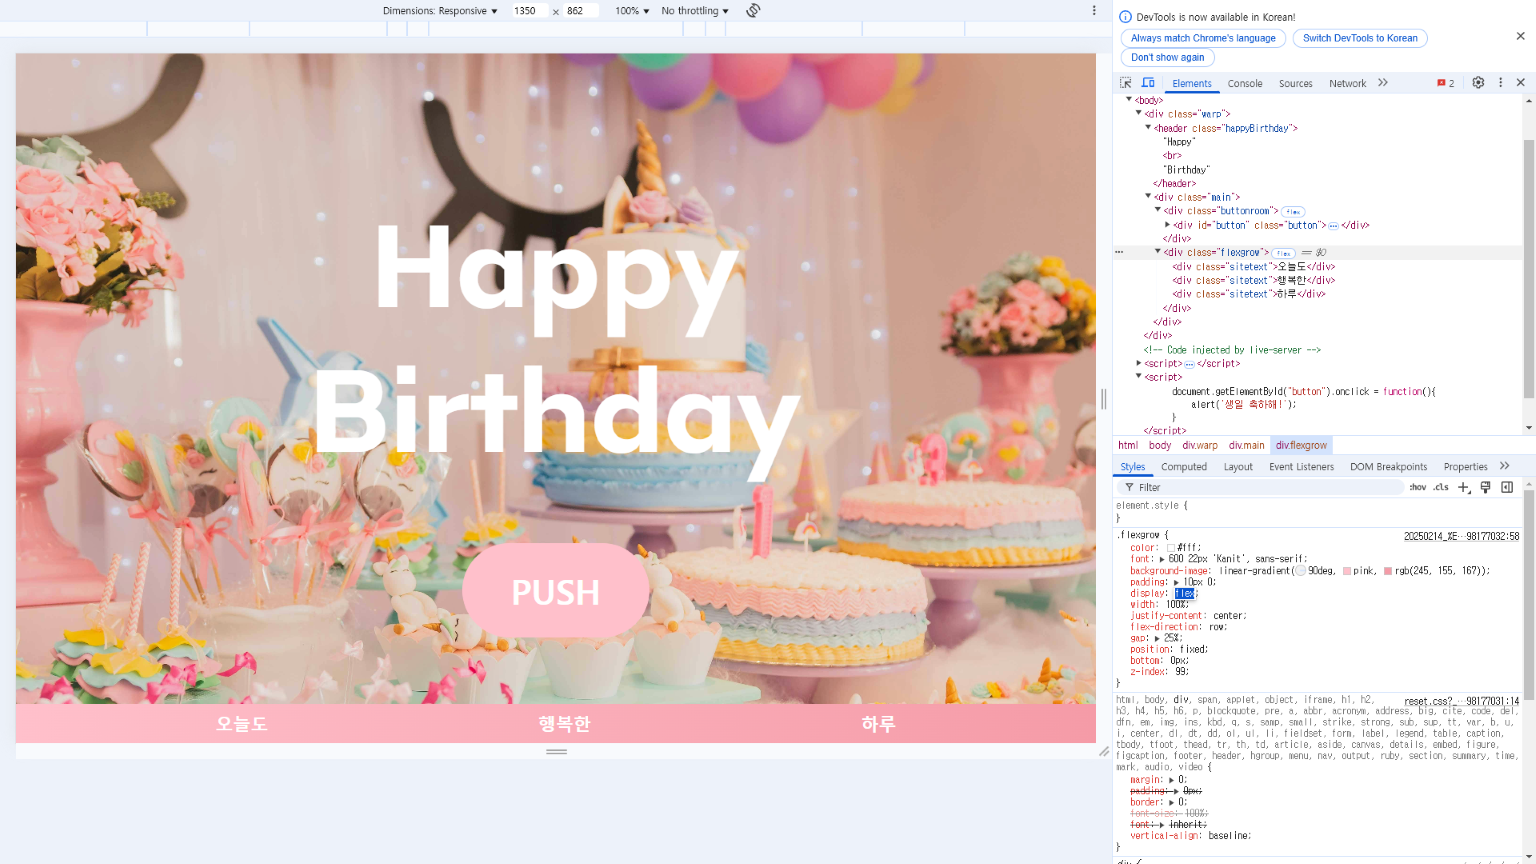 Dimensions: Responsive ▼ 1350 × 862 100% ▼ No throttling ▼
DevTools is now available in Korean!
Always match Chrome's language Switch DevTools to Korean
Don't show again
Elements Console Sources Network 2
<body>
<div class="warp">
<header class="happyBirthday">
"Happy"
<br>
"Birthday"
</header>
<div class="main">
<div class="buttonroom"> flex
<div id="button" class="button"> … </div>
</div>
<div class="flexgrow"> flex == $0
<div class="sitetext">오늘도</div>
<div class="sitetext">행복한</div>
<div class="sitetext">하루</div>
</div>
</div>
</div>
<!-- Code injected by live-server -->
<script> … </script>
<script>
document.getElementById("button").onclick = function(){
alert('생일 축하해!');
}
</script>
html body div.warp div.main div.flexgrow
Styles Computed Layout Event Listeners DOM Breakpoints Properties
Filter :hov .cls
element.style {
}
.flexgrow { 20250214_%E…98177032:58
color: #fff;
font: 600 22px 'Kanit', sans-serif;
background-image: linear-gradient(90deg, pink, rgb(245, 155, 167));
padding: 10px 0;
display: flex;
width: 100%;
justify-content: center;
flex-direction: row;
gap: 25%;
position: fixed;
bottom: 0px;
z-index: 99;
}
html, body, div, span, applet, object, iframe, h1, h2, reset.css?_…98177031:14
h3, h4, h5, h6, p, blockquote, pre, a, abbr, acronym, address, big, cite, code, del,
dfn, em, img, ins, kbd, q, s, samp, small, strike, strong, sub, sup, tt, var, b, u,
i, center, dl, dt, dd, ol, ul, li, fieldset, form, label, legend, table, caption,
tbody, tfoot, thead, tr, th, td, article, aside, canvas, details, embed, figure,
figcaption, footer, header, hgroup, menu, nav, output, ruby, section, summary, time,
mark, audio, video {
margin: 0;
padding: 0px;
border: 0;
font-size: 100%;
font: inherit;
vertical-align: baseline;
}
Happy
Birthday
PUSH
오늘도 행복한 하루